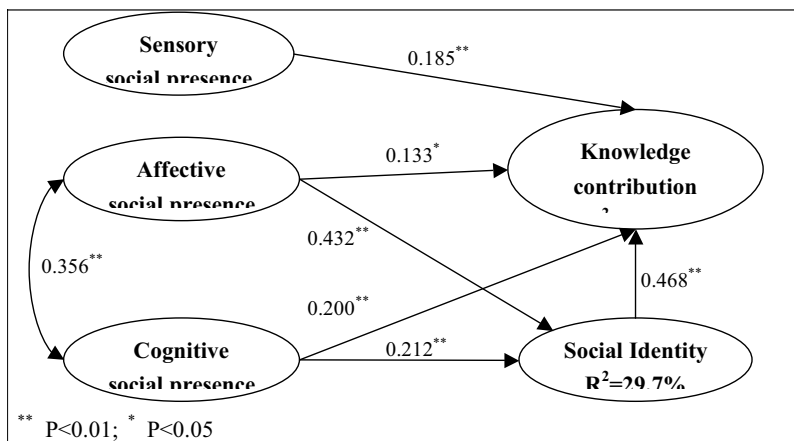 Sensory
social presence
0.185**
Affective
social presence
0.133*
Knowledge
contribution
2
0.432**
0.356**
0.200**
0.468**
Cognitive
social presence
0.212**
Social Identity
R²=29.7%
** P<0.01; * P<0.05